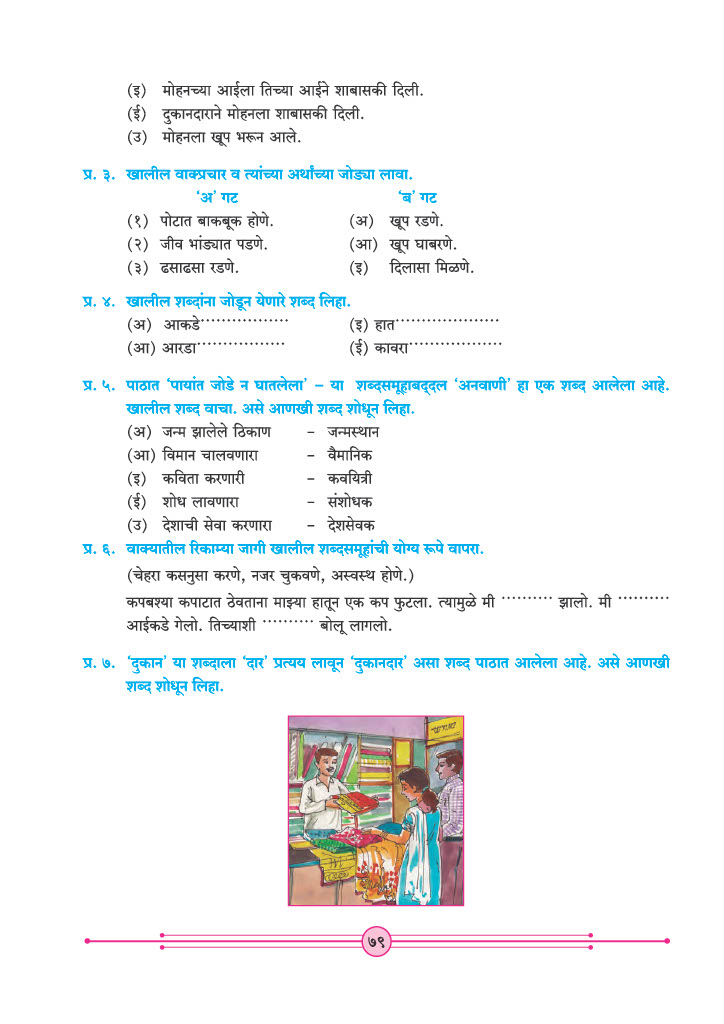 (इ) मोहनच्या आईला तिच्या आईने शाबासकी दिली.
(ई) दुकानदाराने मोहनला शाबासकी दिली.
(उ) मोहनला खूप भरून आले.
प्र. ३. खालील वाक्प्रचार व त्यांच्या अर्थांच्या जोड्या लावा.
‘अ’ गट ‘ब’ गट
(१) पोटात बाकबूक होणे. (अ) खूप रडणे.
(२) जीव भांड्यात पडणे. (आ) खूप घाबरणे.
(३) ढसाढसा रडणे. (इ) दिलासा मिळणे.
प्र. ४. खालील शब्दांना जोडून येणारे शब्द लिहा.
(अ) आकडे................. (इ) हात....................
(आ) आरडा................. (ई) कावरा..................
प्र. ५. पाठात ‘पायांत जोडे न घातलेला’ – या शब्दसमूहाबद्दल ‘अनवाणी’ हा एक शब्द आलेला आहे.
खालील शब्द वाचा. असे आणखी शब्द शोधून लिहा.
(अ) जन्म झालेले ठिकाण – जन्मस्थान
(आ) विमान चालवणारा – वैमानिक
(इ) कविता करणारी – कवयित्री
(ई) शोध लावणारा – संशोधक
(उ) देशाची सेवा करणारा – देशसेवक
प्र. ६. वाक्यातील रिकाम्या जागी खालील शब्दसमूहांची योग्य रूपे वापरा.
(चेहरा कसनुसा करणे, नजर चुकवणे, अस्वस्थ होणे.)
कपबश्या कपाटात ठेवताना माझ्या हातून एक कप फुटला. त्यामुळे मी .......... झालो. मी ..........
आईकडे गेलो. तिच्याशी .......... बोलू लागलो.
प्र. ७. ‘दुकान’ या शब्दाला ‘दार’ प्रत्यय लावून ‘दुकानदार’ असा शब्द पाठात आलेला आहे. असे आणखी
शब्द शोधून लिहा.
७९